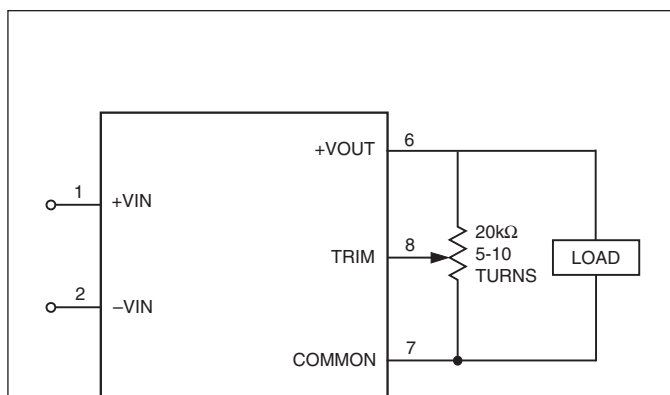 6
+VOUT
1
+VIN
20kΩ
8
5-10
TRIM
LOAD
TURNS
2
–VIN
7
COMMON